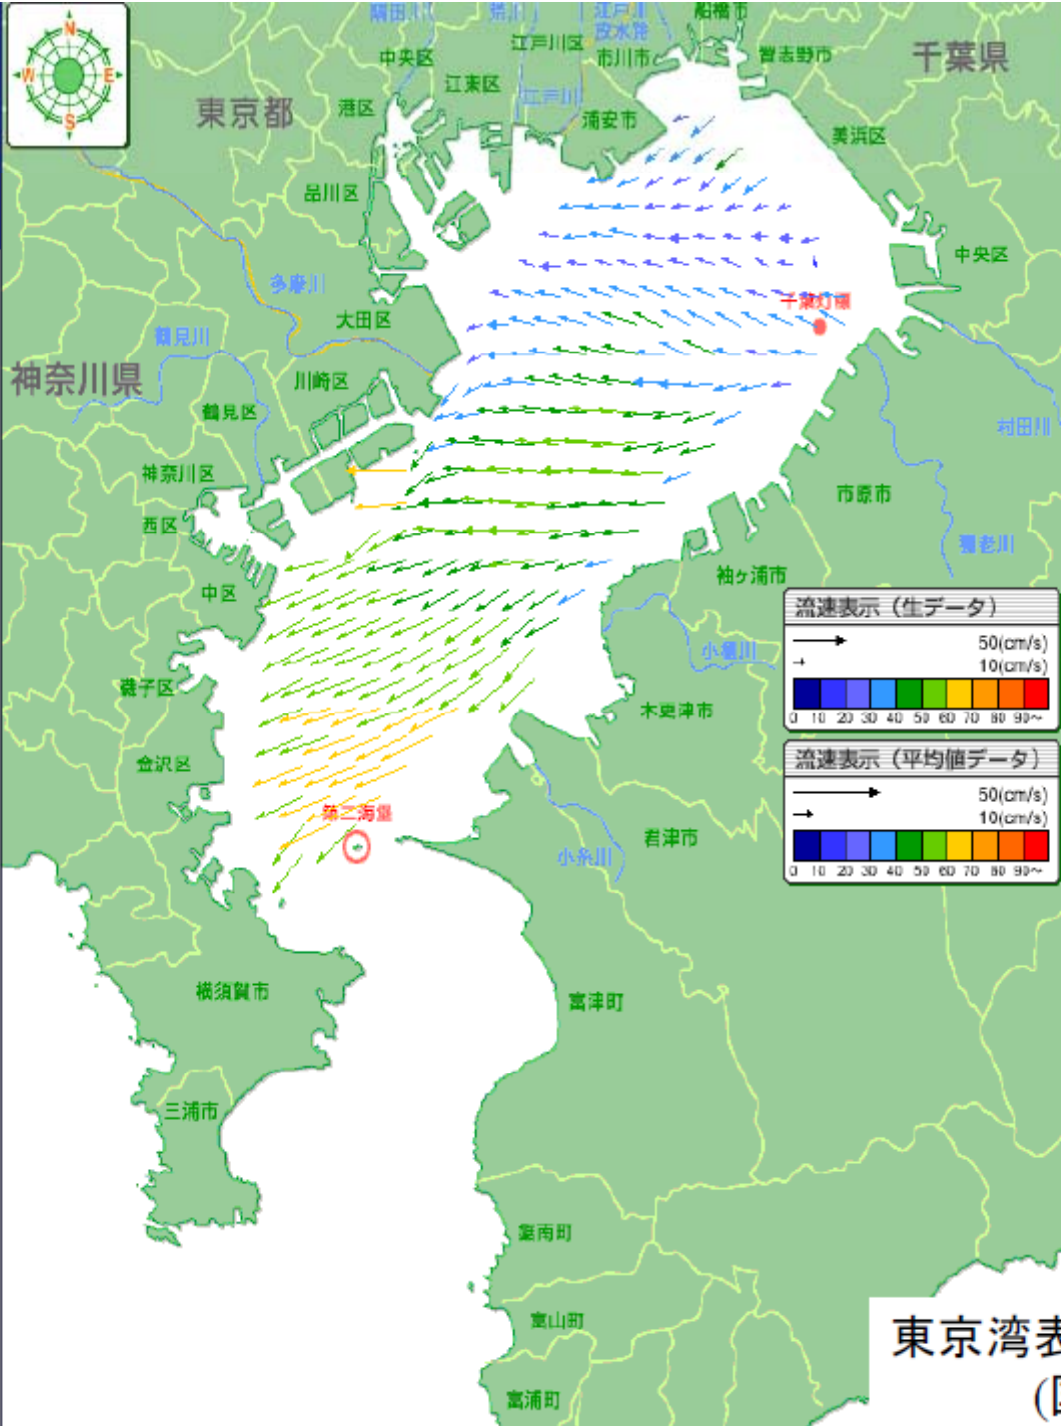 N
W
E
S
隅田川
荒川
江戸川
放水路
船橋市
千葉県
中央区
江戸川区
市川市
習志野市
東京都
港区
江東区
江戸川
浦安市
美浜区
品川区
中央区
多摩川
千葉灯標
大田区
鶴見川
神奈川県
川崎区
鶴見区
村田川
神奈川区
市原市
西区
養老川
袖ヶ浦市
中区
小櫃川
磯子区
木更津市
金沢区
第二海堡
君津市
小糸川
横須賀市
富津町
三浦市
鋸南町
富山町
富浦町
流速表示（生データ）
50(cm/s)
10(cm/s)
0 10 20 30 40 50 60 70 80 90～
流速表示（平均値データ）
50(cm/s)
10(cm/s)
0 10 20 30 40 50 60 70 80 90～
東京湾表